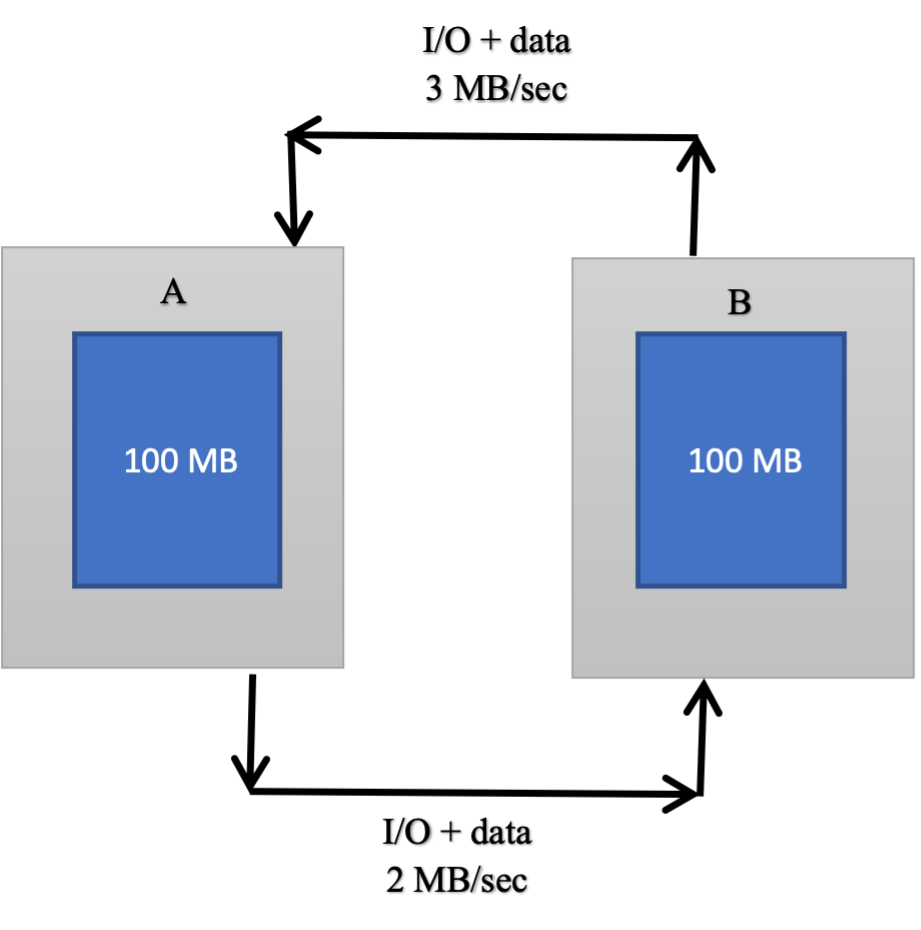 I/O + data
3 MB/sec
A
B
100 MB
100 MB
I/O + data
2 MB/sec